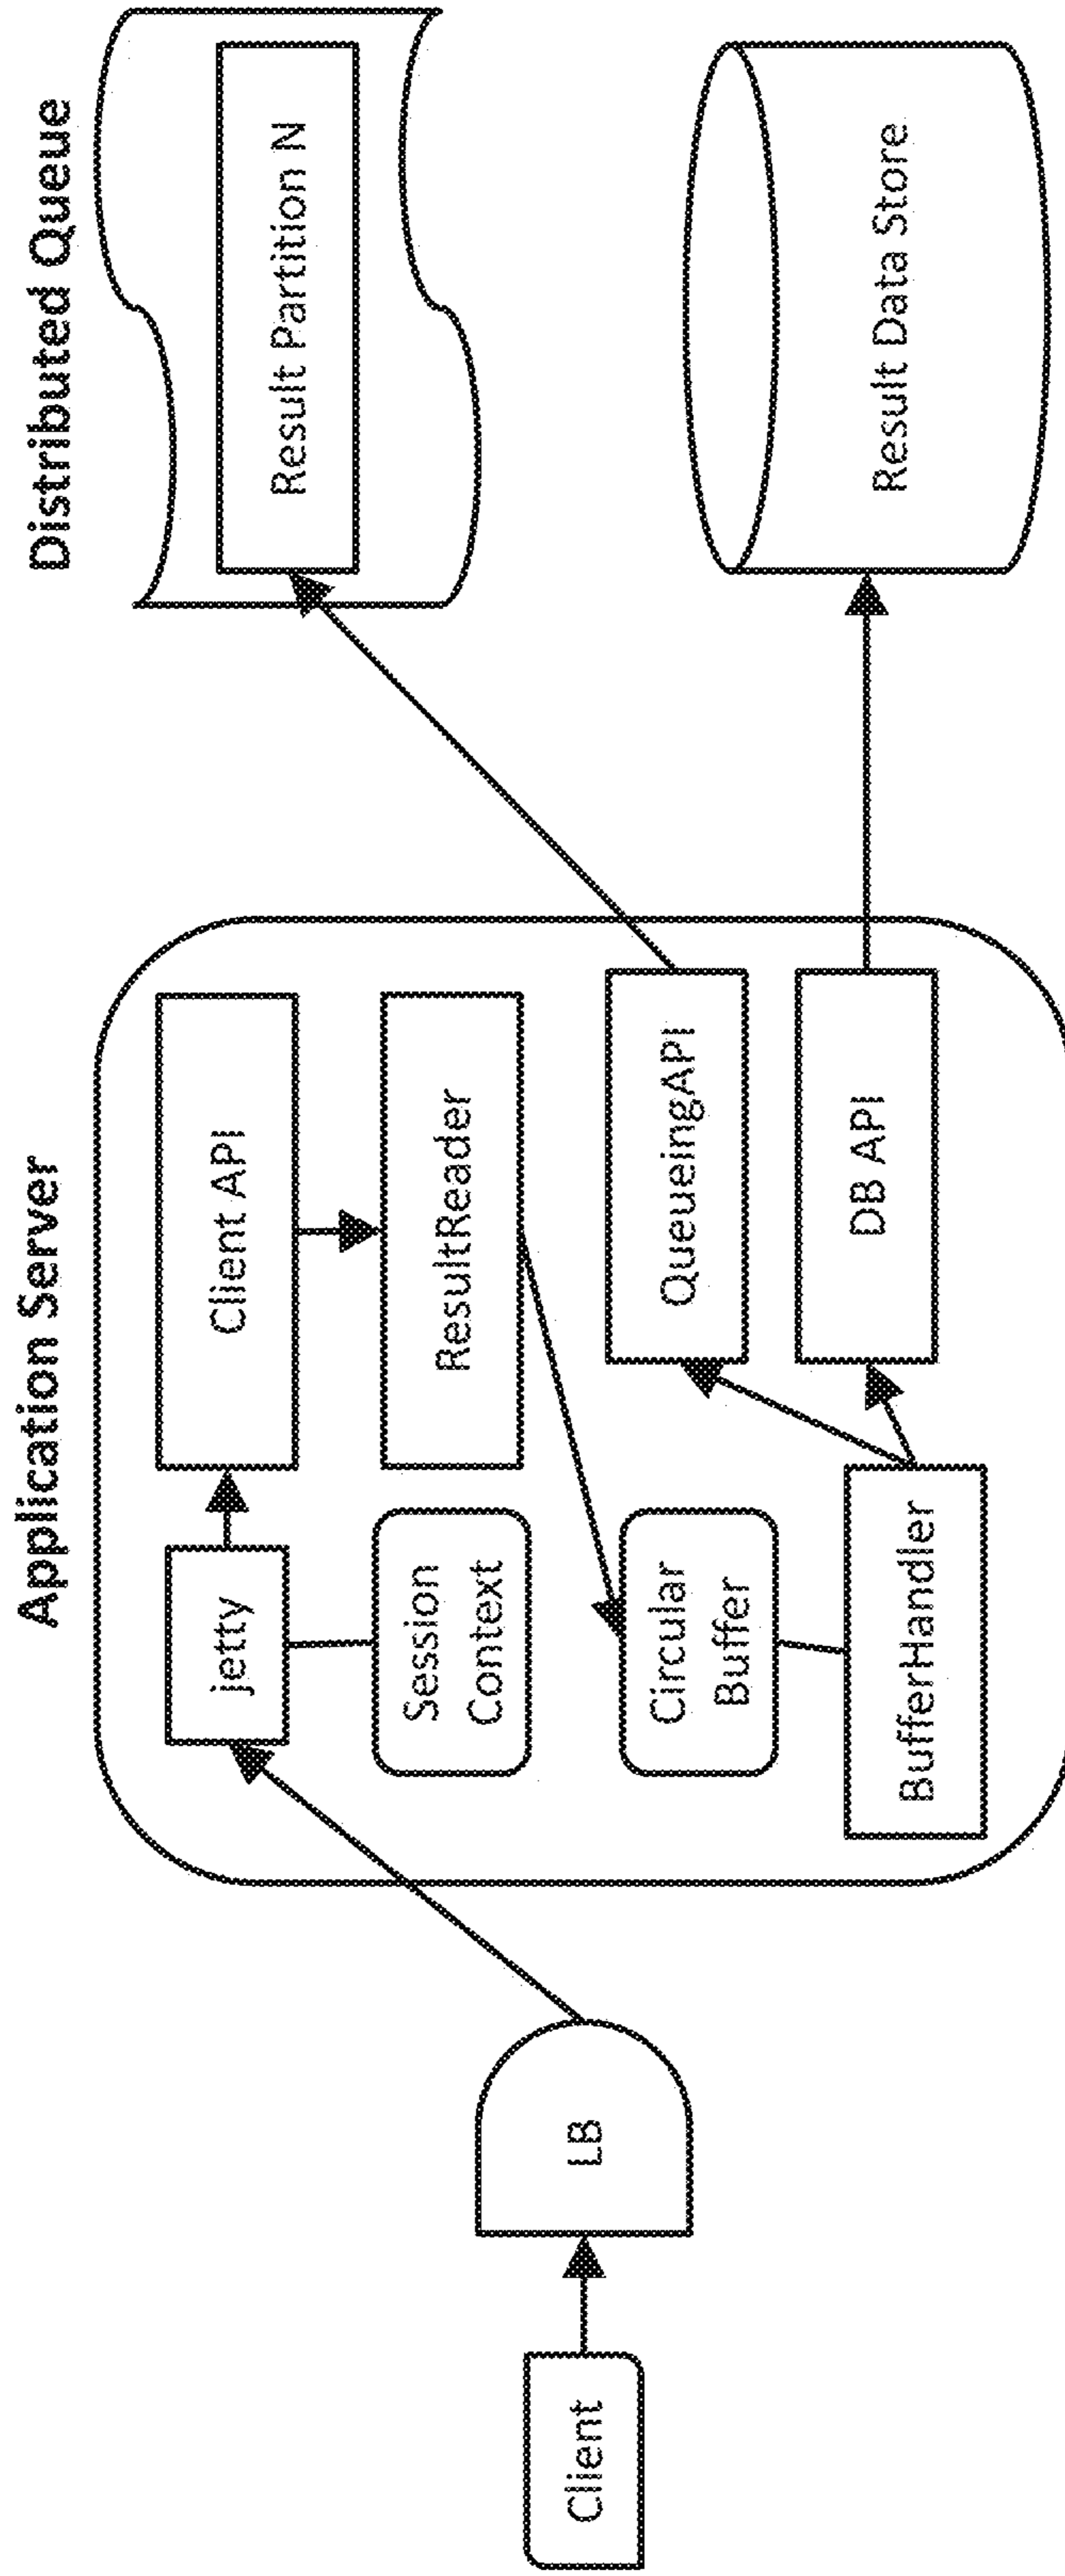 Application Server
Distributed Queue
Client
LB
jetty
Client API
Session
Context
ResultReader
Circular
Buffer
BufferHandler
QueueingAPI
DB API
Result Partition N
Result Data Store